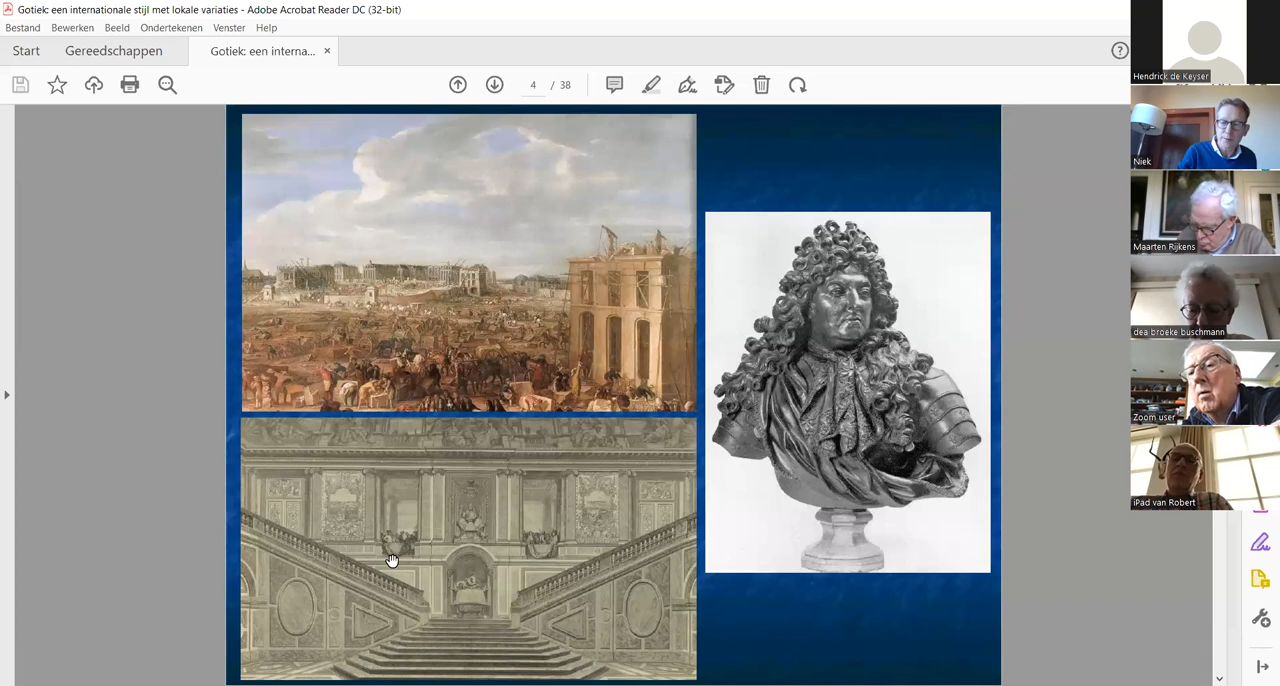 Gotiek: een internationale stijl met lokale variaties - Adobe Acrobat Reader DC (32-bit)
Bestand Bewerken Beeld Ondertekenen Venster Help
Start Gereedschappen Gotiek: een interna... ×
4 / 38
Hendrick de Keyser
Niek
Maarten Rijkens
dea broeke buschmann
Zoom user
iPad van Robert